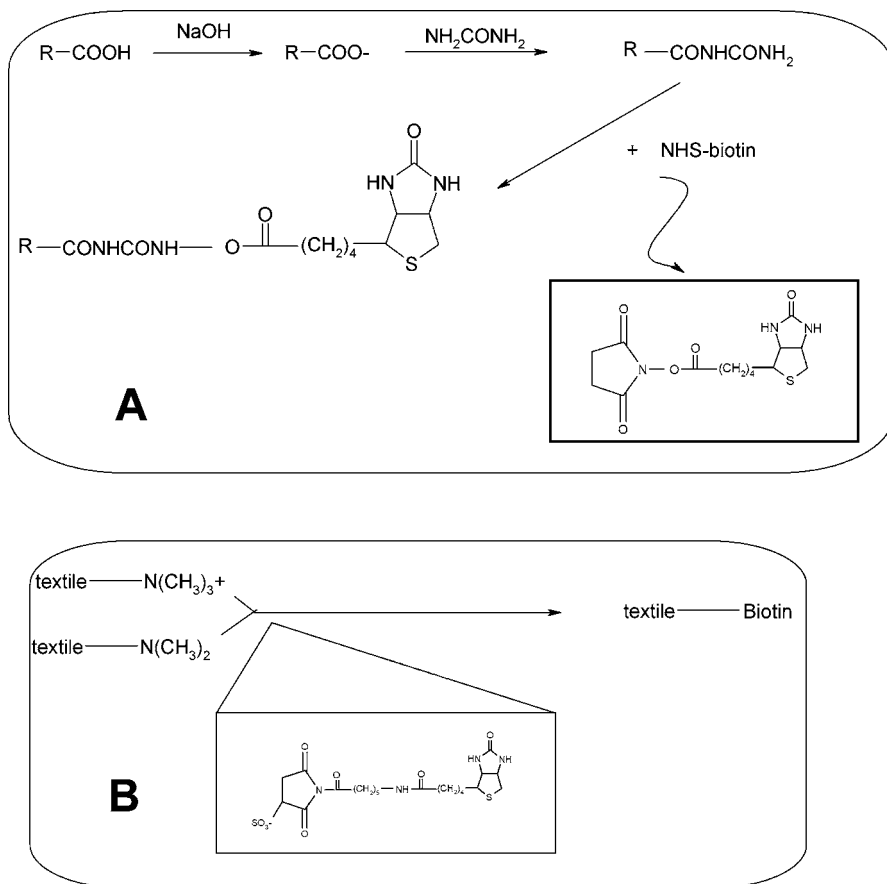 R—COOH NaOH R—COO- NH2CONH2 R—CONHCONH2
+ NHS-biotin
O
HN NH
O
R—CONHCONH—O (CH2)4
S
O
O HN NH
O
N—O (CH2)4
S
O
A
textile—N(CH3)3+
textile—Biotin
textile—N(CH3)2
O
O HN NH
O O
N (CH2)5—NH (CH2)4
S
SO3-
O
B